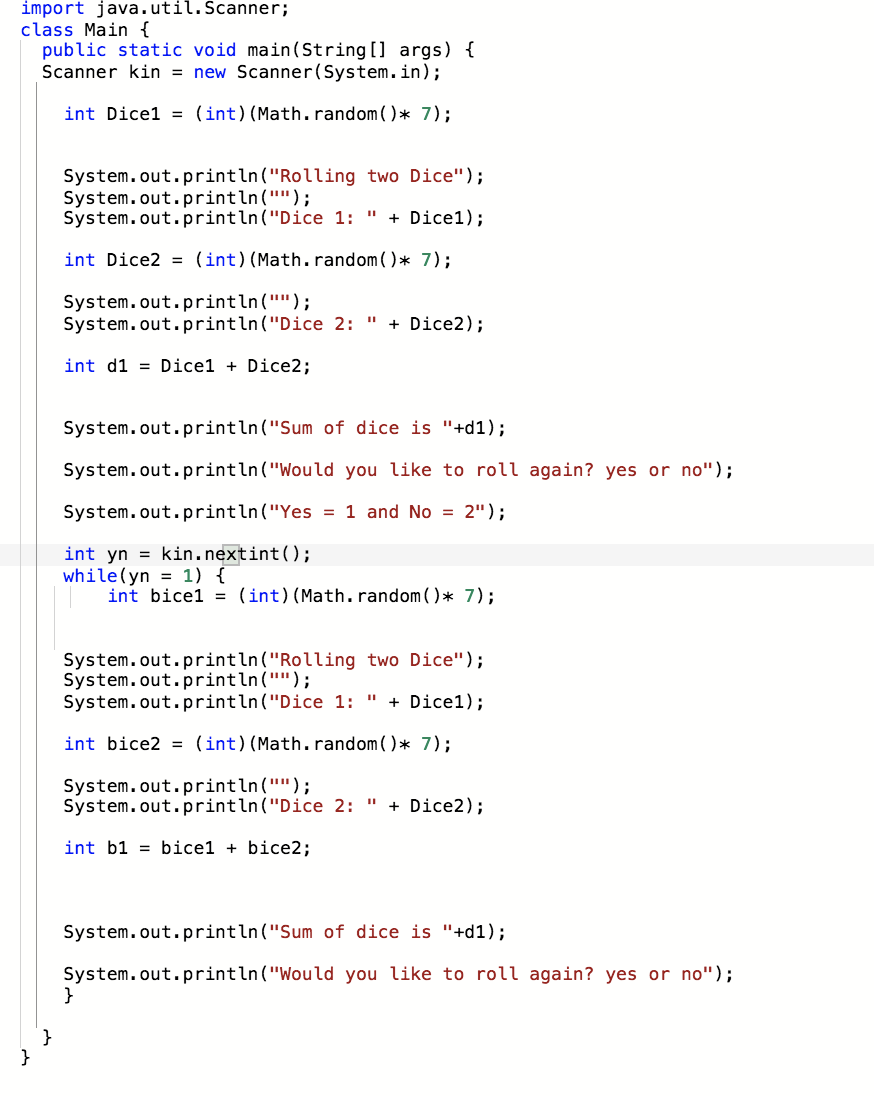 import java.util.Scanner;
class Main {
public static void main(String[] args) {
Scanner kin = new Scanner(System.in);
int Dice1 = (int)(Math.random()* 7);
System.out.println("Rolling two Dice");
System.out.println("");
System.out.println("Dice 1: " + Dice1);
int Dice2 = (int)(Math.random()* 7);
System.out.println("");
System.out.println("Dice 2: " + Dice2);
int d1 = Dice1 + Dice2;
System.out.println("Sum of dice is "+d1);
System.out.println("Would you like to roll again? yes or no");
System.out.println("Yes = 1 and No = 2");
int yn = kin.nextint();
while(yn = 1) {
int bice1 = (int)(Math.random()* 7);
System.out.println("Rolling two Dice");
System.out.println("");
System.out.println("Dice 1: " + Dice1);
int bice2 = (int)(Math.random()* 7);
System.out.println("");
System.out.println("Dice 2: " + Dice2);
int b1 = bice1 + bice2;
System.out.println("Sum of dice is "+d1);
System.out.println("Would you like to roll again? yes or no");
}
}
}